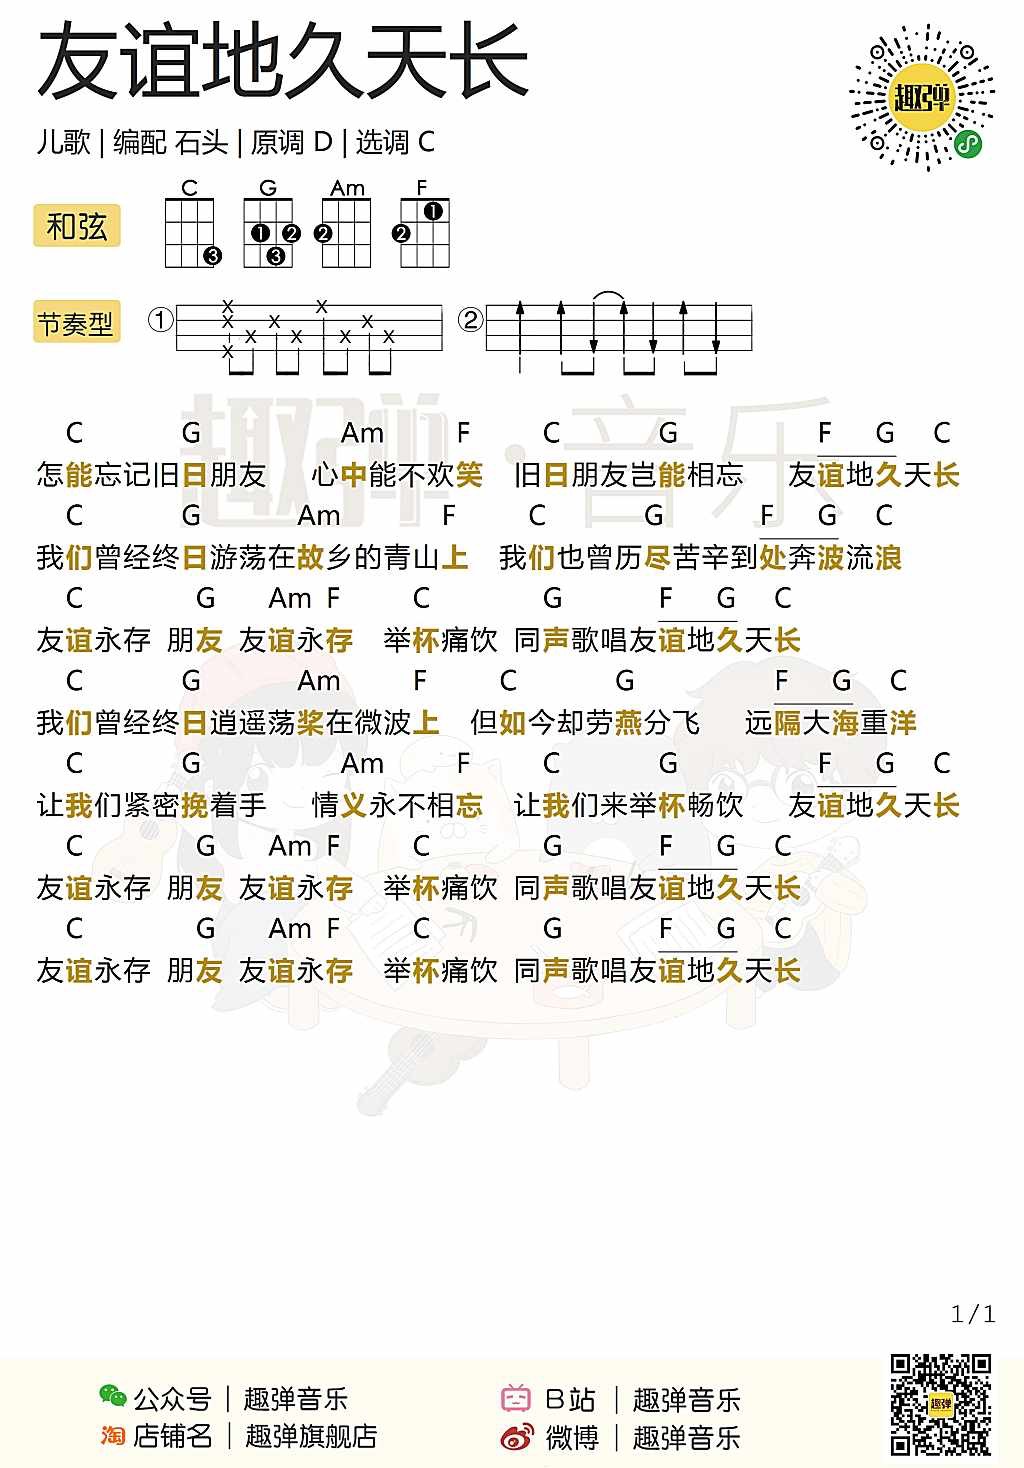 友谊地久天长
趣弹
儿歌 | 编配 石头 | 原调 D | 选调 C
和弦
C G Am F
3 1 2 3 2 2 1
节奏型 ① ②
趣弹·音乐
C G Am F C G F G C
怎能忘记旧日朋友 心中能不欢笑 旧日朋友岂能相忘 友谊地久天长
C G Am F C G F G C
我们曾经终日游荡在故乡的青山上 我们也曾历尽苦辛到处奔波流浪
C G Am F C G F G C
友谊永存 朋友 友谊永存 举杯痛饮 同声歌唱友谊地久天长
C G Am F C G F G C
我们曾经终日逍遥荡桨在微波上 但如今却劳燕分飞 远隔大海重洋
C G Am F C G F G C
让我们紧密挽着手 情义永不相忘 让我们来举杯畅饮 友谊地久天长
C G Am F C G F G C
友谊永存 朋友 友谊永存 举杯痛饮 同声歌唱友谊地久天长
C G Am F C G F G C
友谊永存 朋友 友谊永存 举杯痛饮 同声歌唱友谊地久天长
1/1
公众号 | 趣弹音乐 B站 | 趣弹音乐
淘 店铺名 | 趣弹旗舰店 微博 | 趣弹音乐
趣弹